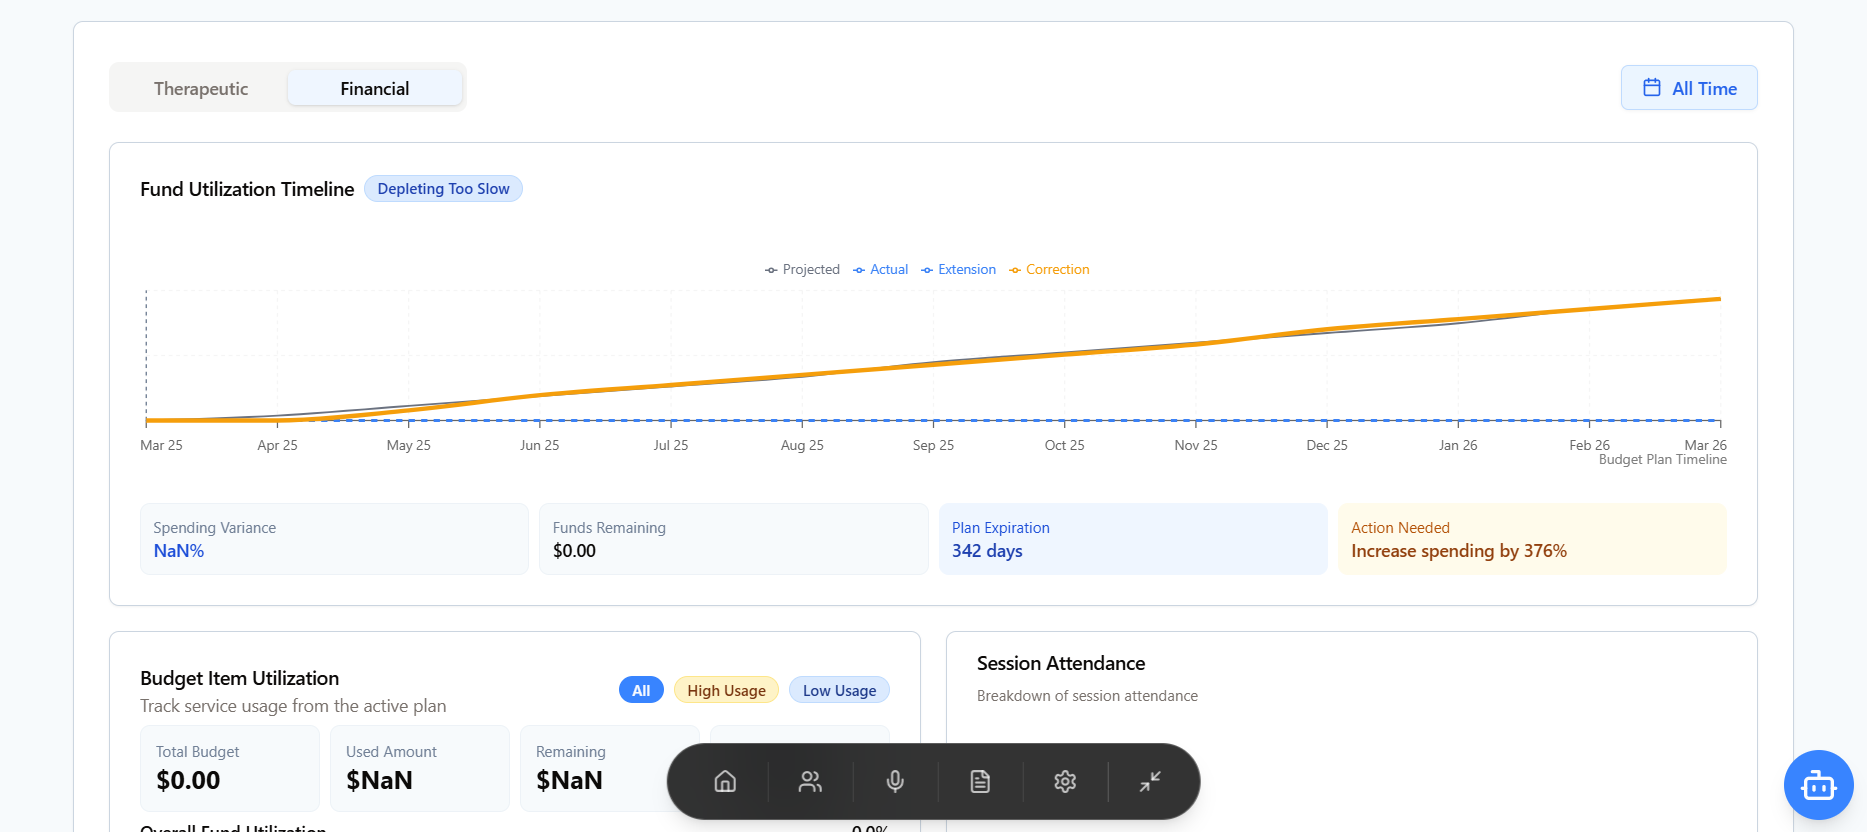 Therapeutic
Financial
All Time
Fund Utilization Timeline
Depleting Too Slow
Projected Actual Extension Correction
Mar 25 Apr 25 May 25 Jun 25 Jul 25 Aug 25 Sep 25 Oct 25 Nov 25 Dec 25 Jan 26 Feb 26 Mar 26
Budget Plan Timeline
Spending Variance
NaN%
Funds Remaining
$0.00
Plan Expiration
342 days
Action Needed
Increase spending by 376%
Budget Item Utilization
Track service usage from the active plan
All
High Usage
Low Usage
Total Budget
$0.00
Used Amount
$NaN
Remaining
$NaN
Overall Fund Utilization
0.0%
Session Attendance
Breakdown of session attendance